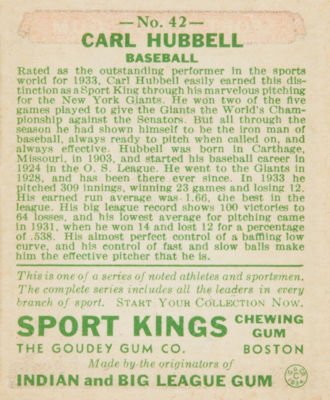 —No. 42—
CARL HUBBELL
BASEBALL
Rated as the outstanding performer in the sports
world for 1933, Carl Hubbell easily earned this dis-
tinction as a Sport King through his marvelous pitching
for the New York Giants. He won two of the five
games played to give the Giants the World's Cham-
pionship against the Senators. But all through the
season he had shown himself to be the iron man of
baseball, always ready to pitch when called on, and
always effective. Hubbell was born in Carthage,
Missouri, in 1903, and started his baseball career in
1924 in the O. S. League. He went to the Giants in
1928, and has been there ever since. In 1933 he
pitched 309 innings, winning 23 games and losing 12.
His earned run average was 1.66, the best in the
league. His big league record shows 100 victories to
64 losses, and his lowest average for pitching came
in 1931, when he won 14 and lost 12 for a percentage
of .538. His almost perfect control of a baffling low
curve, and his control of fast and slow balls make
him the effective pitcher that he is.
This is one of a series of noted athletes and sportsmen.
The complete series includes all the leaders in every
branch of sport. START YOUR COLLECTION NOW.
SPORT KINGS CHEWING GUM
THE GOUDEY GUM CO. BOSTON
Made by the originators of
INDIAN and BIG LEAGUE GUM